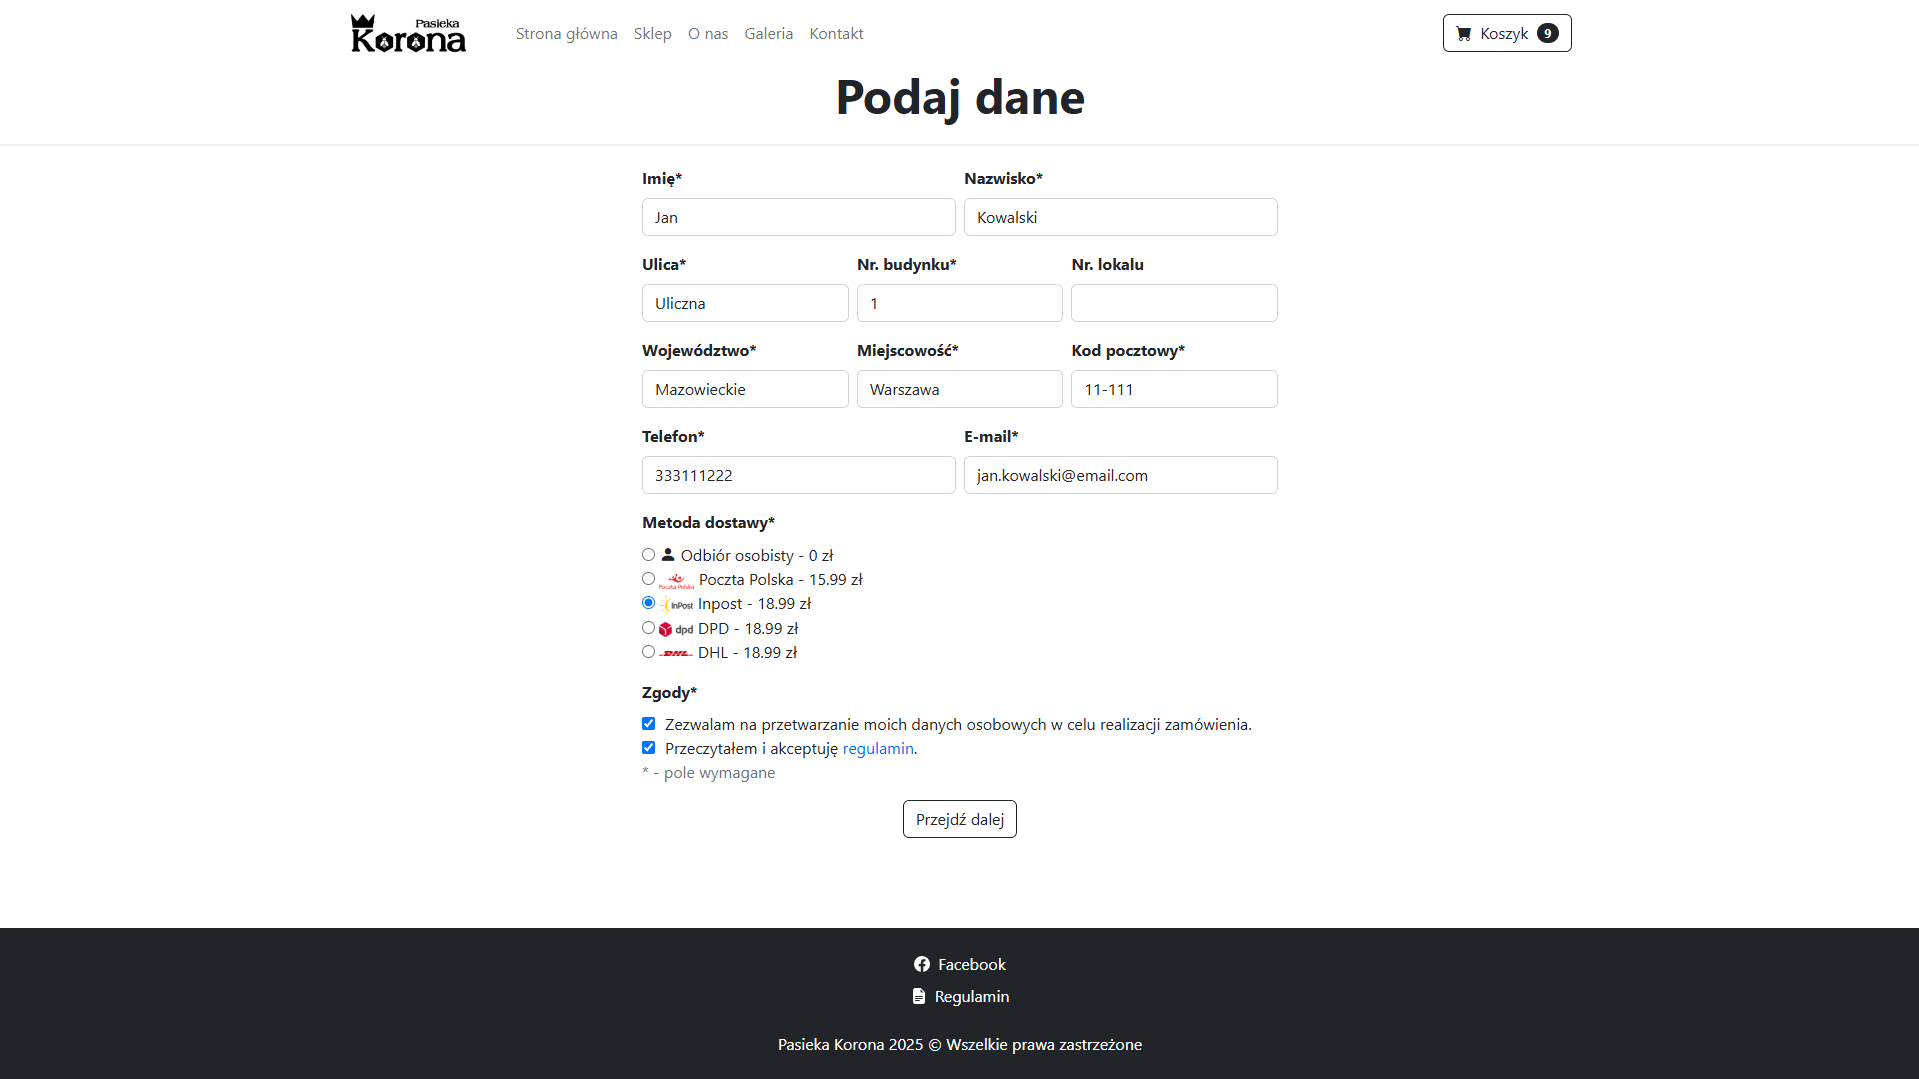 Pasieka
Korona
Strona główna Sklep O nas Galeria Kontakt
Koszyk 9
Podaj dane
Imię* Nazwisko*
Jan Kowalski
Ulica* Nr. budynku* Nr. lokalu
Uliczna 1
Województwo* Miejscowość* Kod pocztowy*
Mazowieckie Warszawa 11-111
Telefon* E-mail*
333111222 jan.kowalski@email.com
Metoda dostawy*
Odbiór osobisty - 0 zł
Poczta Polska Poczta Polska - 15.99 zł
InPost Inpost - 18.99 zł
dpd DPD - 18.99 zł
DHL DHL - 18.99 zł
Zgody*
Zezwalam na przetwarzanie moich danych osobowych w celu realizacji zamówienia.
Przeczytałem i akceptuję regulamin.
* - pole wymagane
Przejdź dalej
Facebook
Regulamin
Pasieka Korona 2025 © Wszelkie prawa zastrzeżone